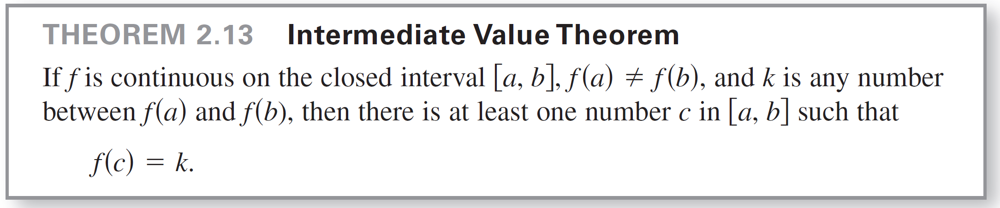 THEOREM 2.13 Intermediate Value Theorem
If f is continuous on the closed interval [a, b], f(a) ≠ f(b), and k is any number
between f(a) and f(b), then there is at least one number c in [a, b] such that
f(c) = k.